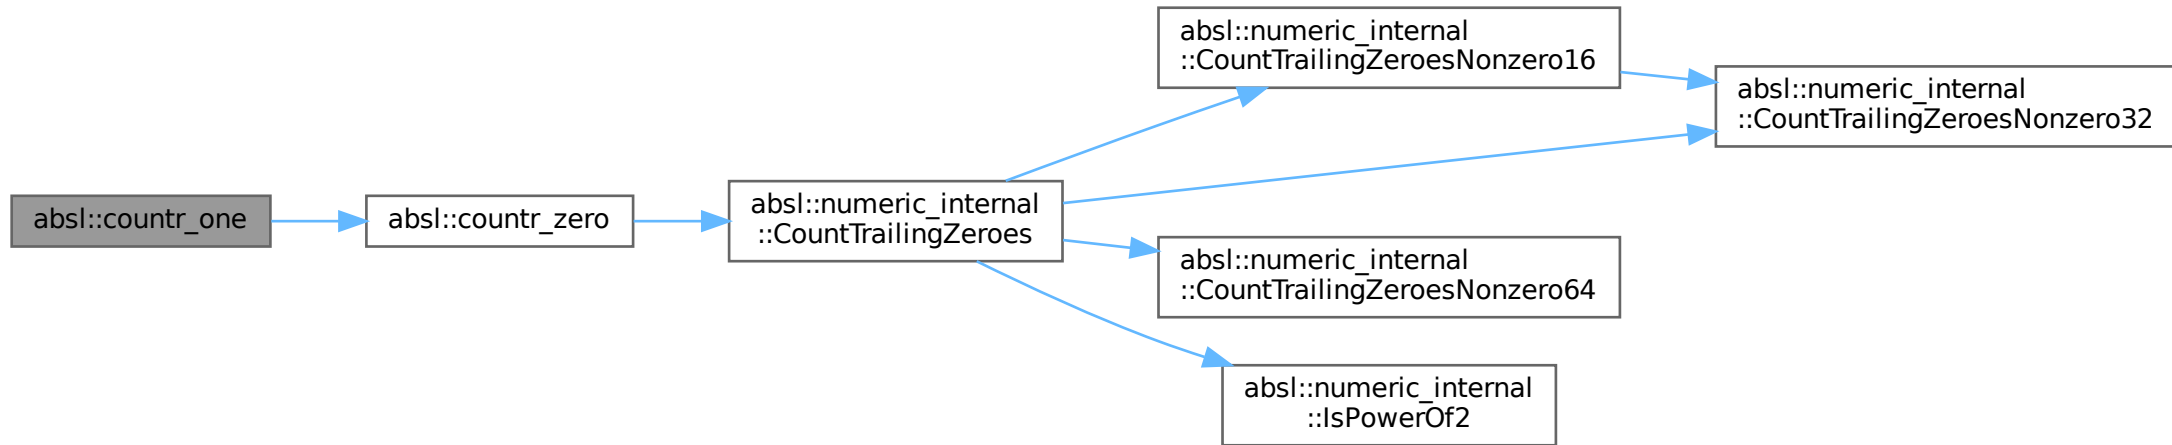 absl::countr_one
absl::countr_zero
absl::numeric_internal
::CountTrailingZeroes
absl::numeric_internal
::CountTrailingZeroesNonzero16
absl::numeric_internal
::CountTrailingZeroesNonzero32
absl::numeric_internal
::CountTrailingZeroesNonzero64
absl::numeric_internal
::IsPowerOf2